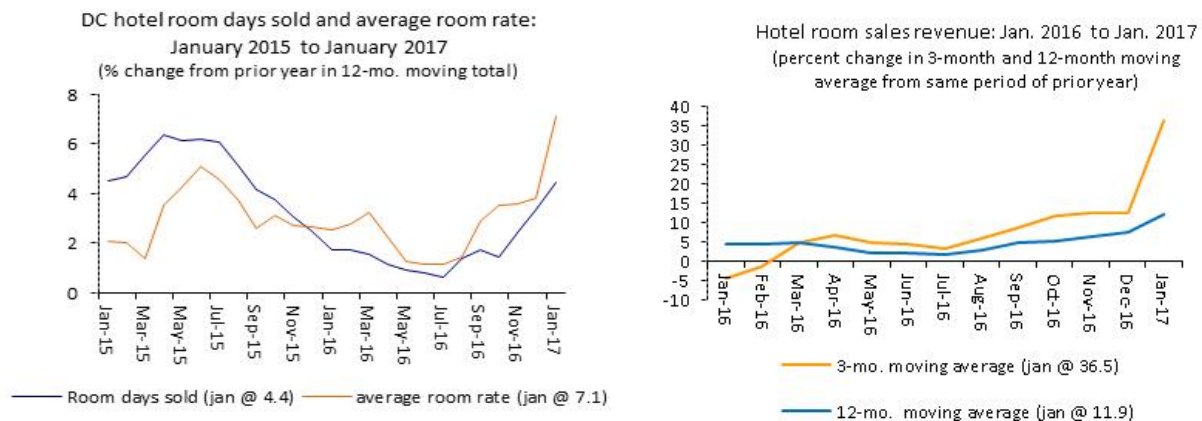 DC hotel room days sold and average room rate:
January 2015 to January 2017
(% change from prior year in 12-mo. moving total)
8
6
4
2
0
Jan-15
Mar-15
May-15
Jul-15
Sep-15
Nov-15
Jan-16
Mar-16
May-16
Jul-16
Sep-16
Nov-16
Jan-17
Room days sold (jan @ 4.4)
average room rate (jan @ 7.1)
Hotel room sales revenue: Jan. 2016 to Jan. 2017
(percent change in 3-month and 12-month moving
average from same period of prior year)
40
35
30
25
20
15
10
5
0
-5
-10
Jan-16
Feb-16
Mar-16
Apr-16
May-16
Jun-16
Jul-16
Aug-16
Sep-16
Oct-16
Nov-16
Dec-16
Jan-17
3-mo. moving average (jan @ 36.5)
12-mo. moving average (jan @ 11.9)